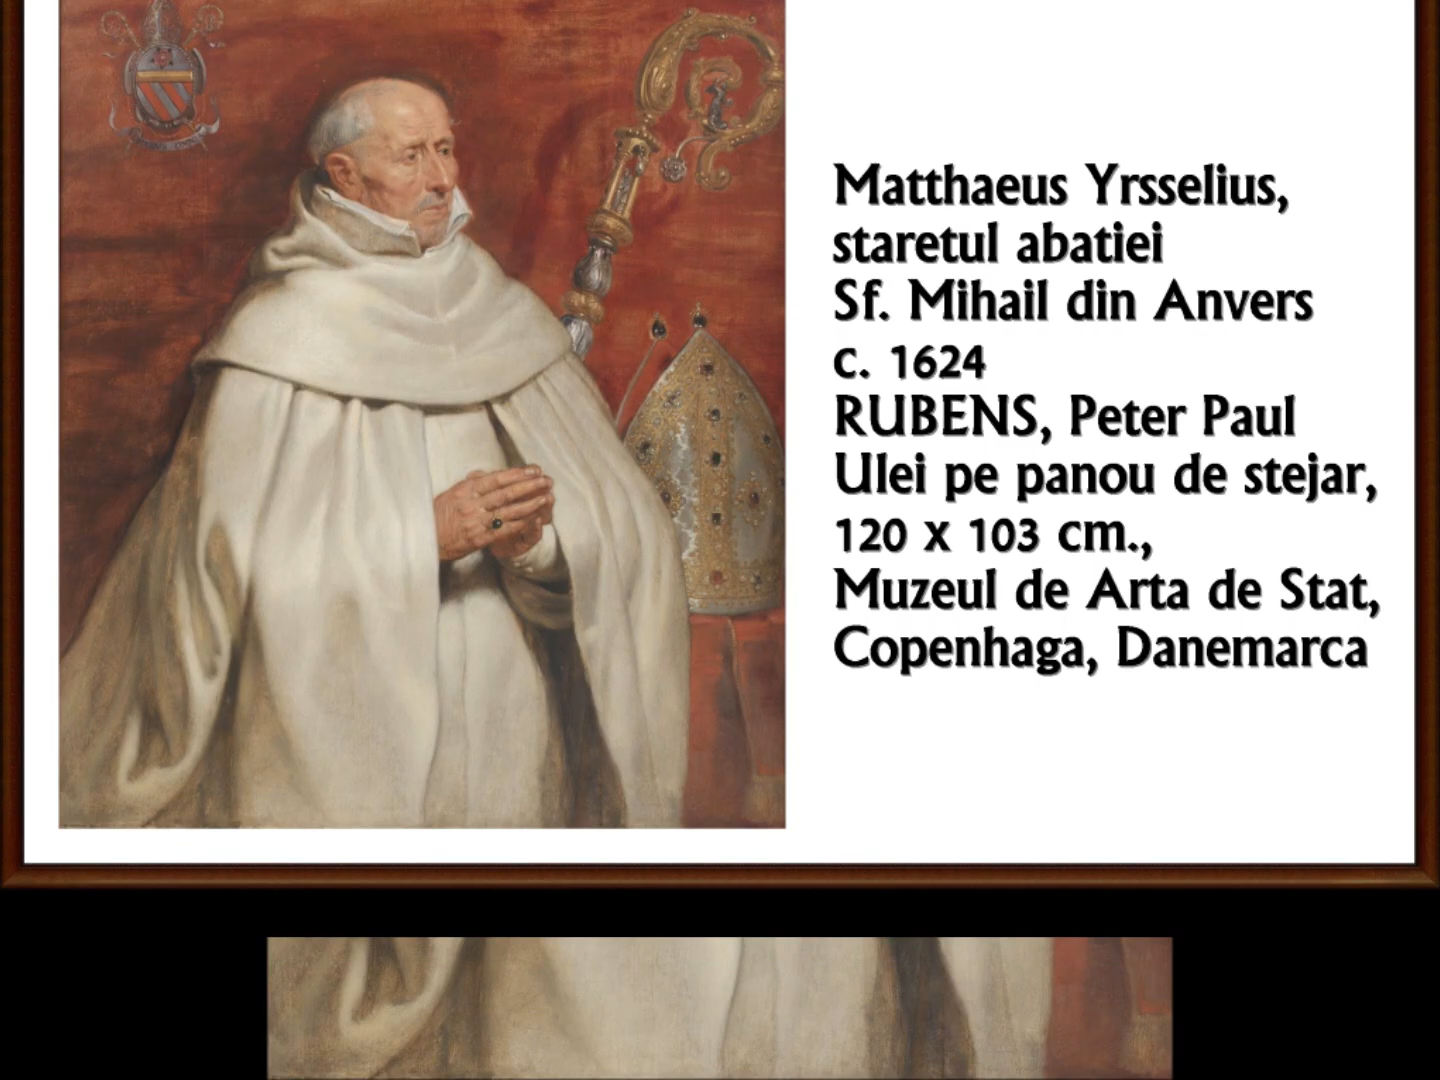 Matthaeus Yrsselius,
staretul abatiei
Sf. Mihail din Anvers
c. 1624
RUBENS, Peter Paul
Ulei pe panou de stejar,
120 x 103 cm.,
Muzeul de Arta de Stat,
Copenhaga, Danemarca